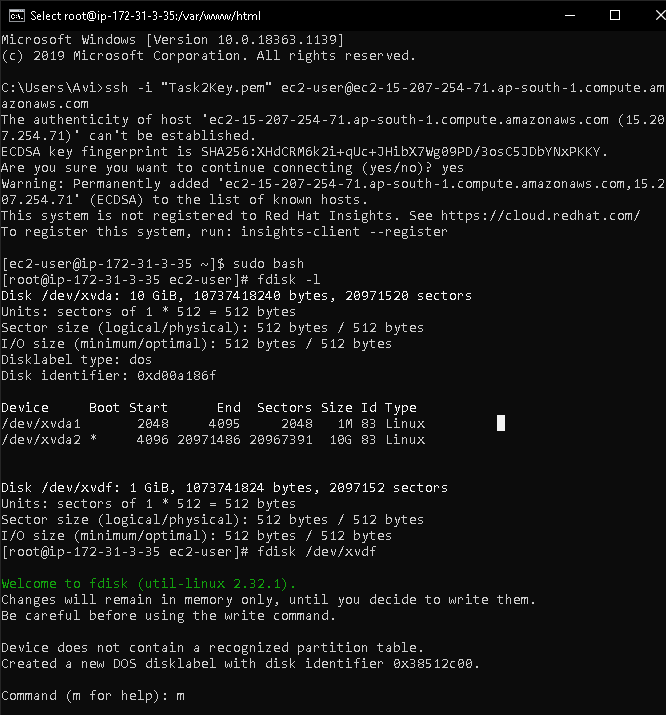 Select root@ip-172-31-3-35:/var/www/html
Microsoft Windows [Version 10.0.18363.1139]
(c) 2019 Microsoft Corporation. All rights reserved.
C:\Users\Avi>ssh -i "Task2Key.pem" ec2-user@ec2-15-207-254-71.ap-south-1.compute.am
azonaws.com
The authenticity of host 'ec2-15-207-254-71.ap-south-1.compute.amazonaws.com (15.20
7.254.71)' can't be established.
ECDSA key fingerprint is SHA256:XHdCRM6k2i+qUc+JHibX7Wg09PD/3osC5JDbYNxPKKY.
Are you sure you want to continue connecting (yes/no)? yes
Warning: Permanently added 'ec2-15-207-254-71.ap-south-1.compute.amazonaws.com,15.2
07.254.71' (ECDSA) to the list of known hosts.
This system is not registered to Red Hat Insights. See https://cloud.redhat.com/
To register this system, run: insights-client --register
[ec2-user@ip-172-31-3-35 ~]$ sudo bash
[root@ip-172-31-3-35 ec2-user]# fdisk -l
Disk /dev/xvda: 10 GiB, 10737418240 bytes, 20971520 sectors
Units: sectors of 1 * 512 = 512 bytes
Sector size (logical/physical): 512 bytes / 512 bytes
I/O size (minimum/optimal): 512 bytes / 512 bytes
Disklabel type: dos
Disk identifier: 0xd00a186f
Device     Boot Start      End  Sectors Size Id Type
/dev/xvda1       2048     4095     2048   1M 83 Linux
/dev/xvda2 *     4096 20971486 20967391  10G 83 Linux
Disk /dev/xvdf: 1 GiB, 1073741824 bytes, 2097152 sectors
Units: sectors of 1 * 512 = 512 bytes
Sector size (logical/physical): 512 bytes / 512 bytes
I/O size (minimum/optimal): 512 bytes / 512 bytes
[root@ip-172-31-3-35 ec2-user]# fdisk /dev/xvdf
Welcome to fdisk (util-linux 2.32.1).
Changes will remain in memory only, until you decide to write them.
Be careful before using the write command.
Device does not contain a recognized partition table.
Created a new DOS disklabel with disk identifier 0x38512c00.
Command (m for help): m